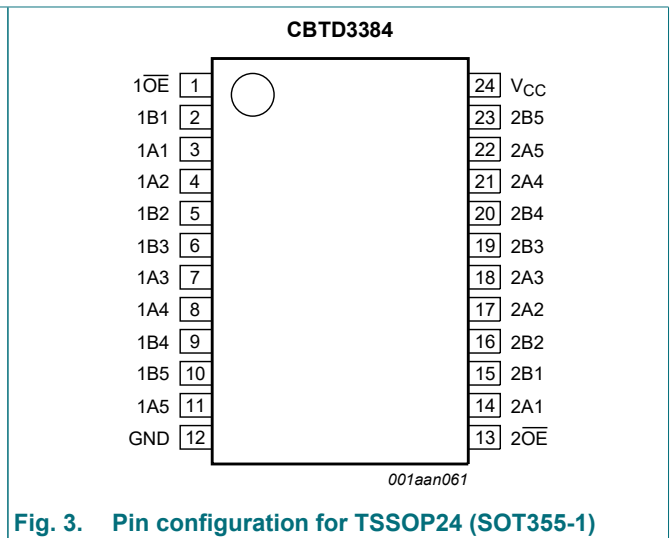 CBTD3384
1O̅E̅ 1 24 VCC
1B1 2 23 2B5
1A1 3 22 2A5
1A2 4 21 2A4
1B2 5 20 2B4
1B3 6 19 2B3
1A3 7 18 2A3
1A4 8 17 2A2
1B4 9 16 2B2
1B5 10 15 2B1
1A5 11 14 2A1
GND 12 13 2O̅E̅
001aan061
Fig. 3. Pin configuration for TSSOP24 (SOT355-1)